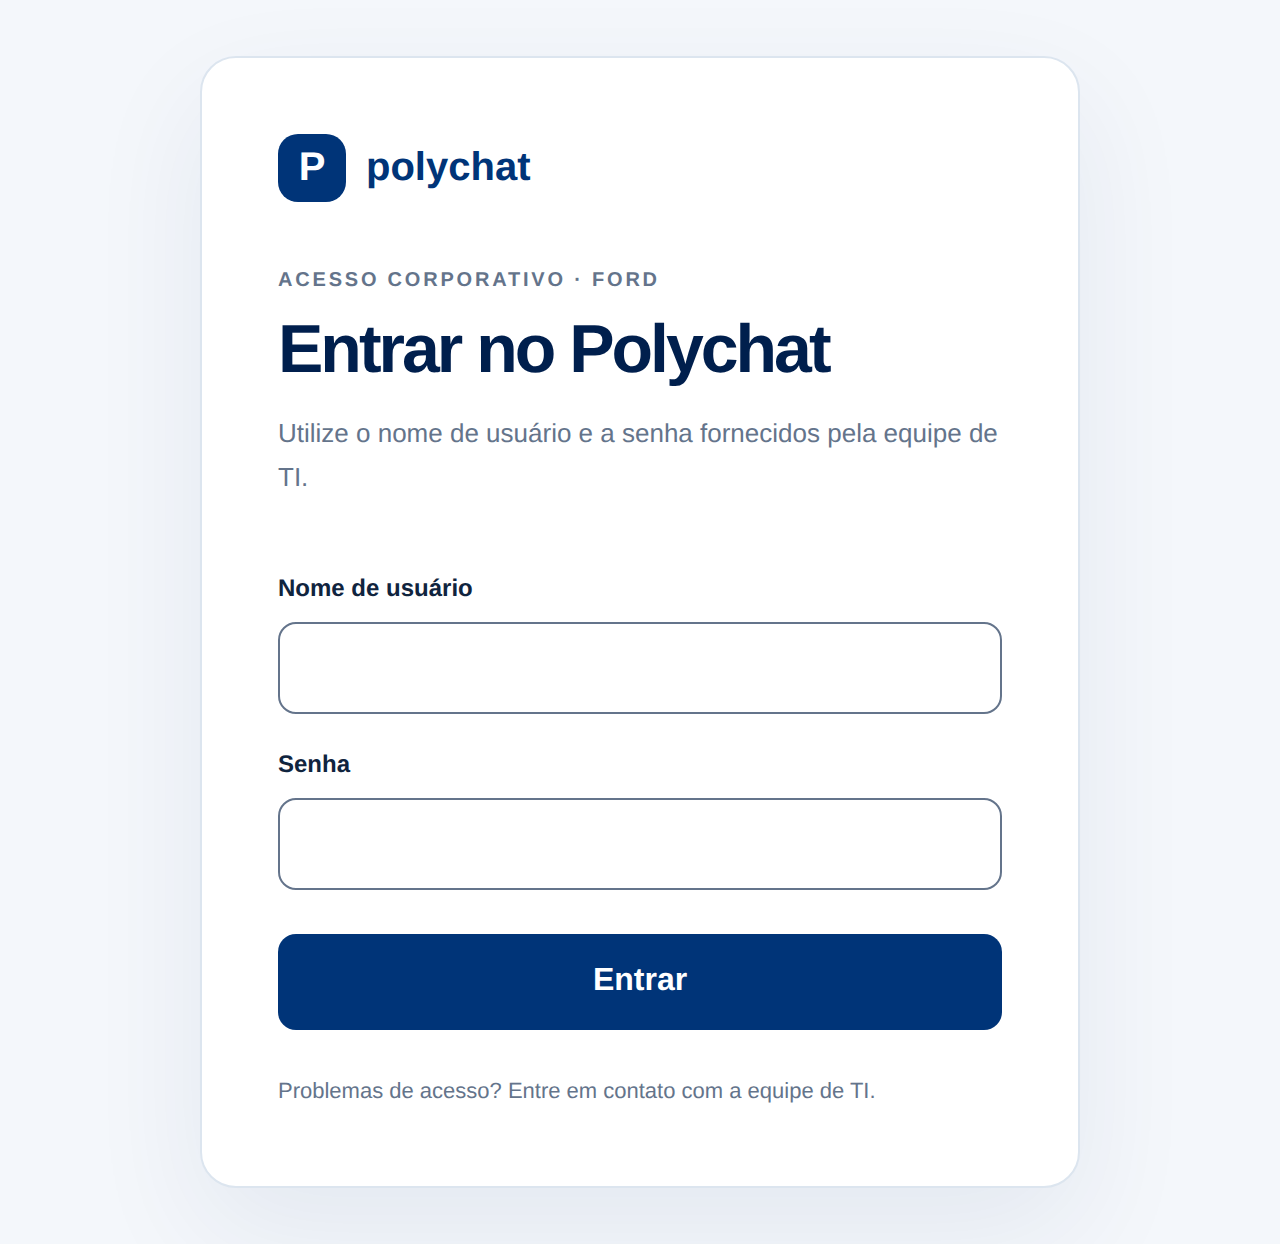 P polychat
ACESSO CORPORATIVO · FORD
Entrar no Polychat
Utilize o nome de usuário e a senha fornecidos pela equipe de
TI.
Nome de usuário
Senha
Entrar
Problemas de acesso? Entre em contato com a equipe de TI.